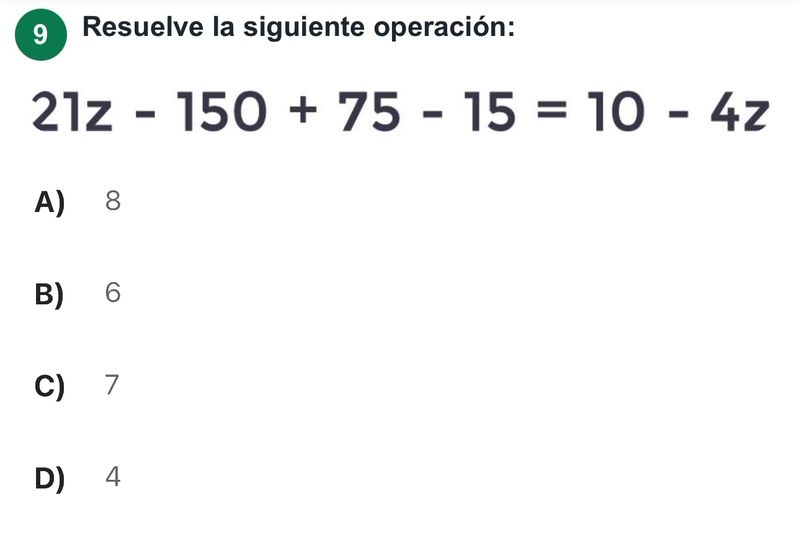 9 Resuelve la siguiente operación:
21z - 150 + 75 - 15 = 10 - 4z
A) 8
B) 6
C) 7
D) 4